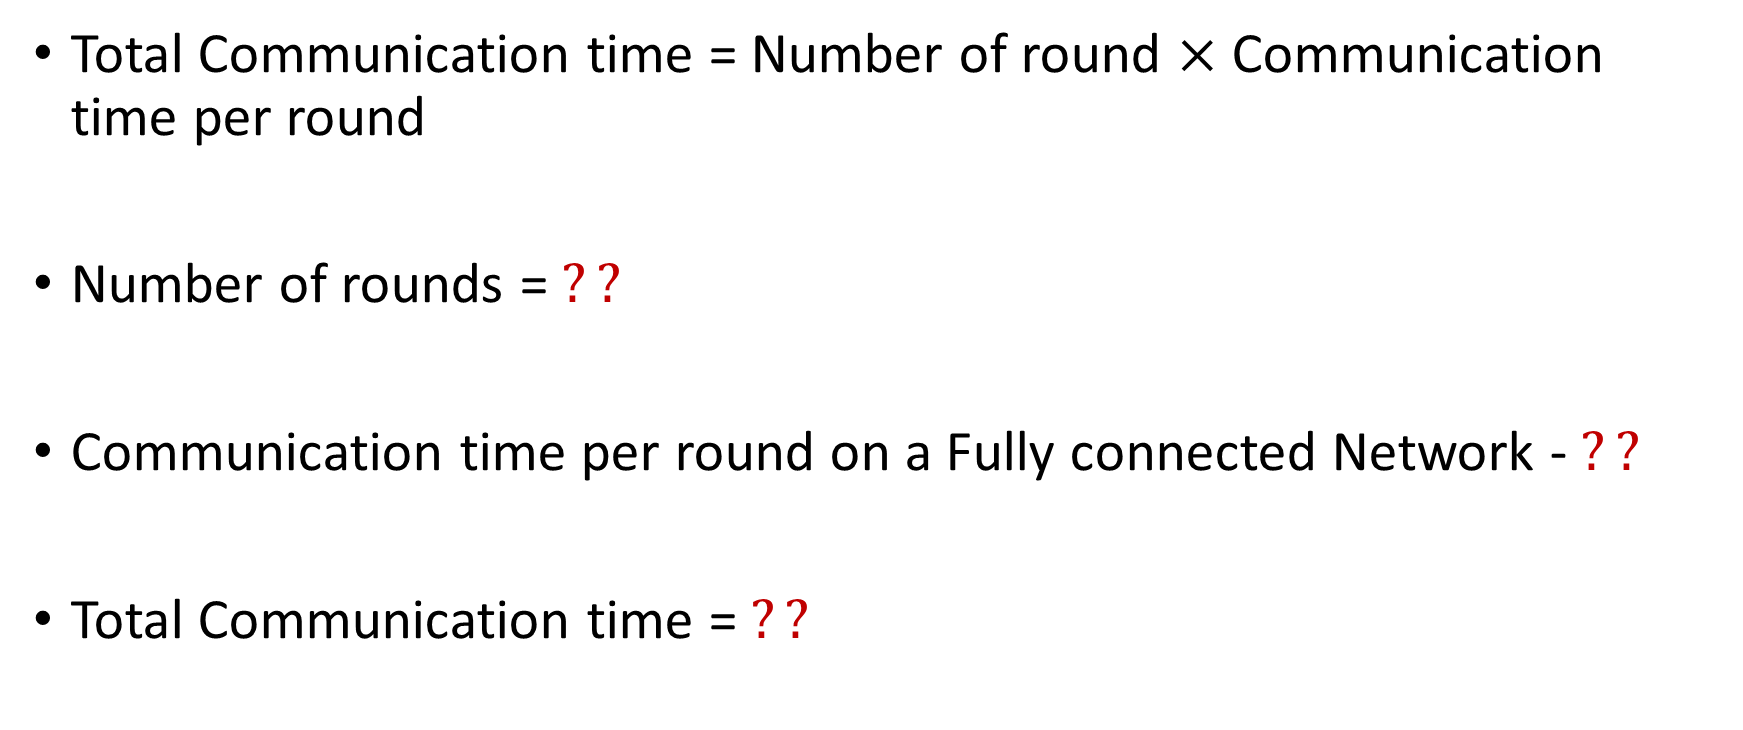 • Total Communication time = Number of round × Communication
time per round
• Number of rounds = ? ?
• Communication time per round on a Fully connected Network - ? ?
• Total Communication time = ? ?